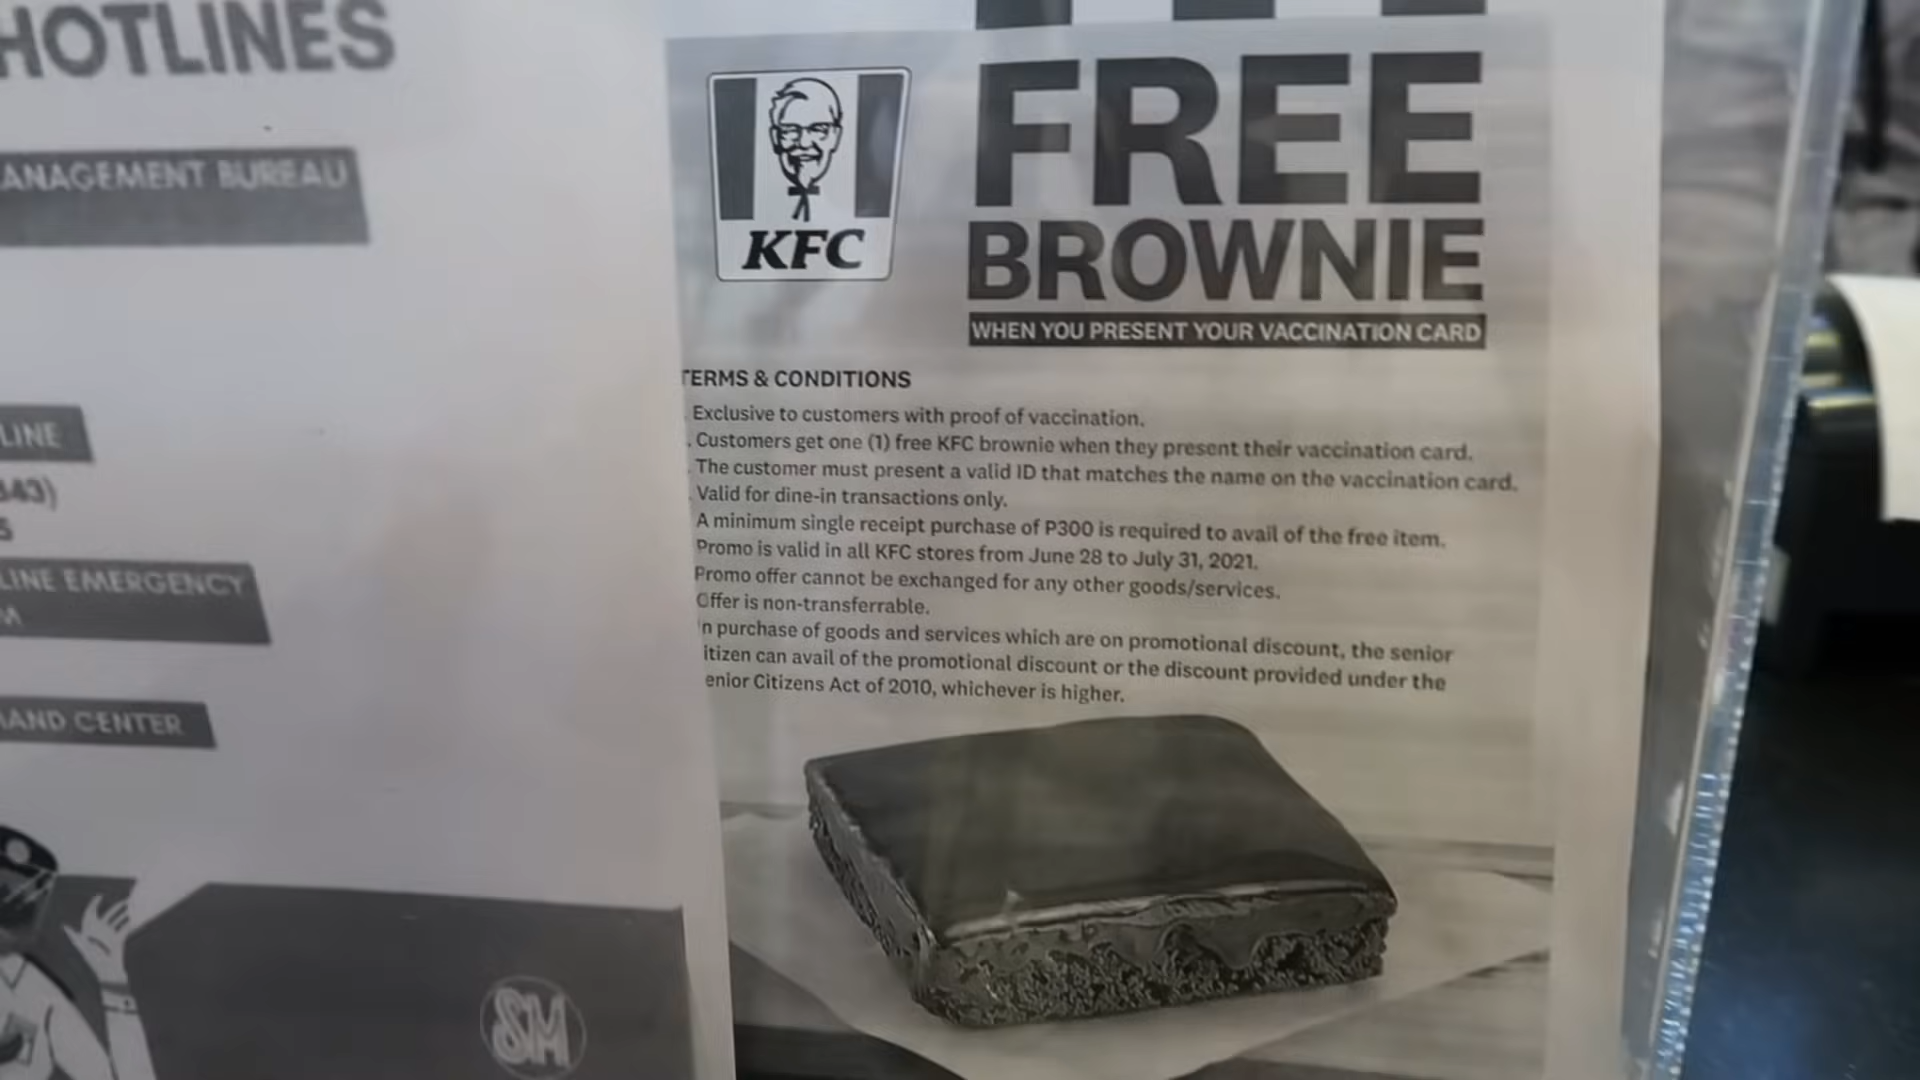 HOTLINES
ANAGEMENT BUREAU
LINE
343)
LINE EMERGENCY
AND CENTER
SM
KFC
FREE
BROWNIE
WHEN YOU PRESENT YOUR VACCINATION CARD
TERMS & CONDITIONS
. Exclusive to customers with proof of vaccination.
. Customers get one (1) free KFC brownie when they present their vaccination card.
. The customer must present a valid ID that matches the name on the vaccination card.
. Valid for dine-in transactions only.
A minimum single receipt purchase of P300 is required to avail of the free item.
Promo is valid in all KFC stores from June 28 to July 31, 2021.
Promo offer cannot be exchanged for any other goods/services.
Offer is non-transferrable.
n purchase of goods and services which are on promotional discount, the senior
itizen can avail of the promotional discount or the discount provided under the
enior Citizens Act of 2010, whichever is higher.